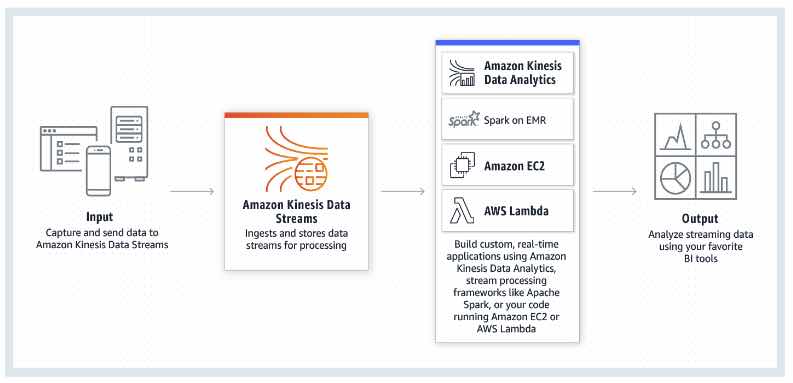 Input
Capture and send data to
Amazon Kinesis Data Streams
Amazon Kinesis Data
Streams
Ingests and stores data
streams for processing
Amazon Kinesis
Data Analytics
Spark
Spark on EMR
Amazon EC2
AWS Lambda
Build custom, real-time
applications using Amazon
Kinesis Data Analytics,
stream processing
frameworks like Apache
Spark, or your code
running Amazon EC2 or
AWS Lambda
Output
Analyze streaming data
using your favorite
BI tools